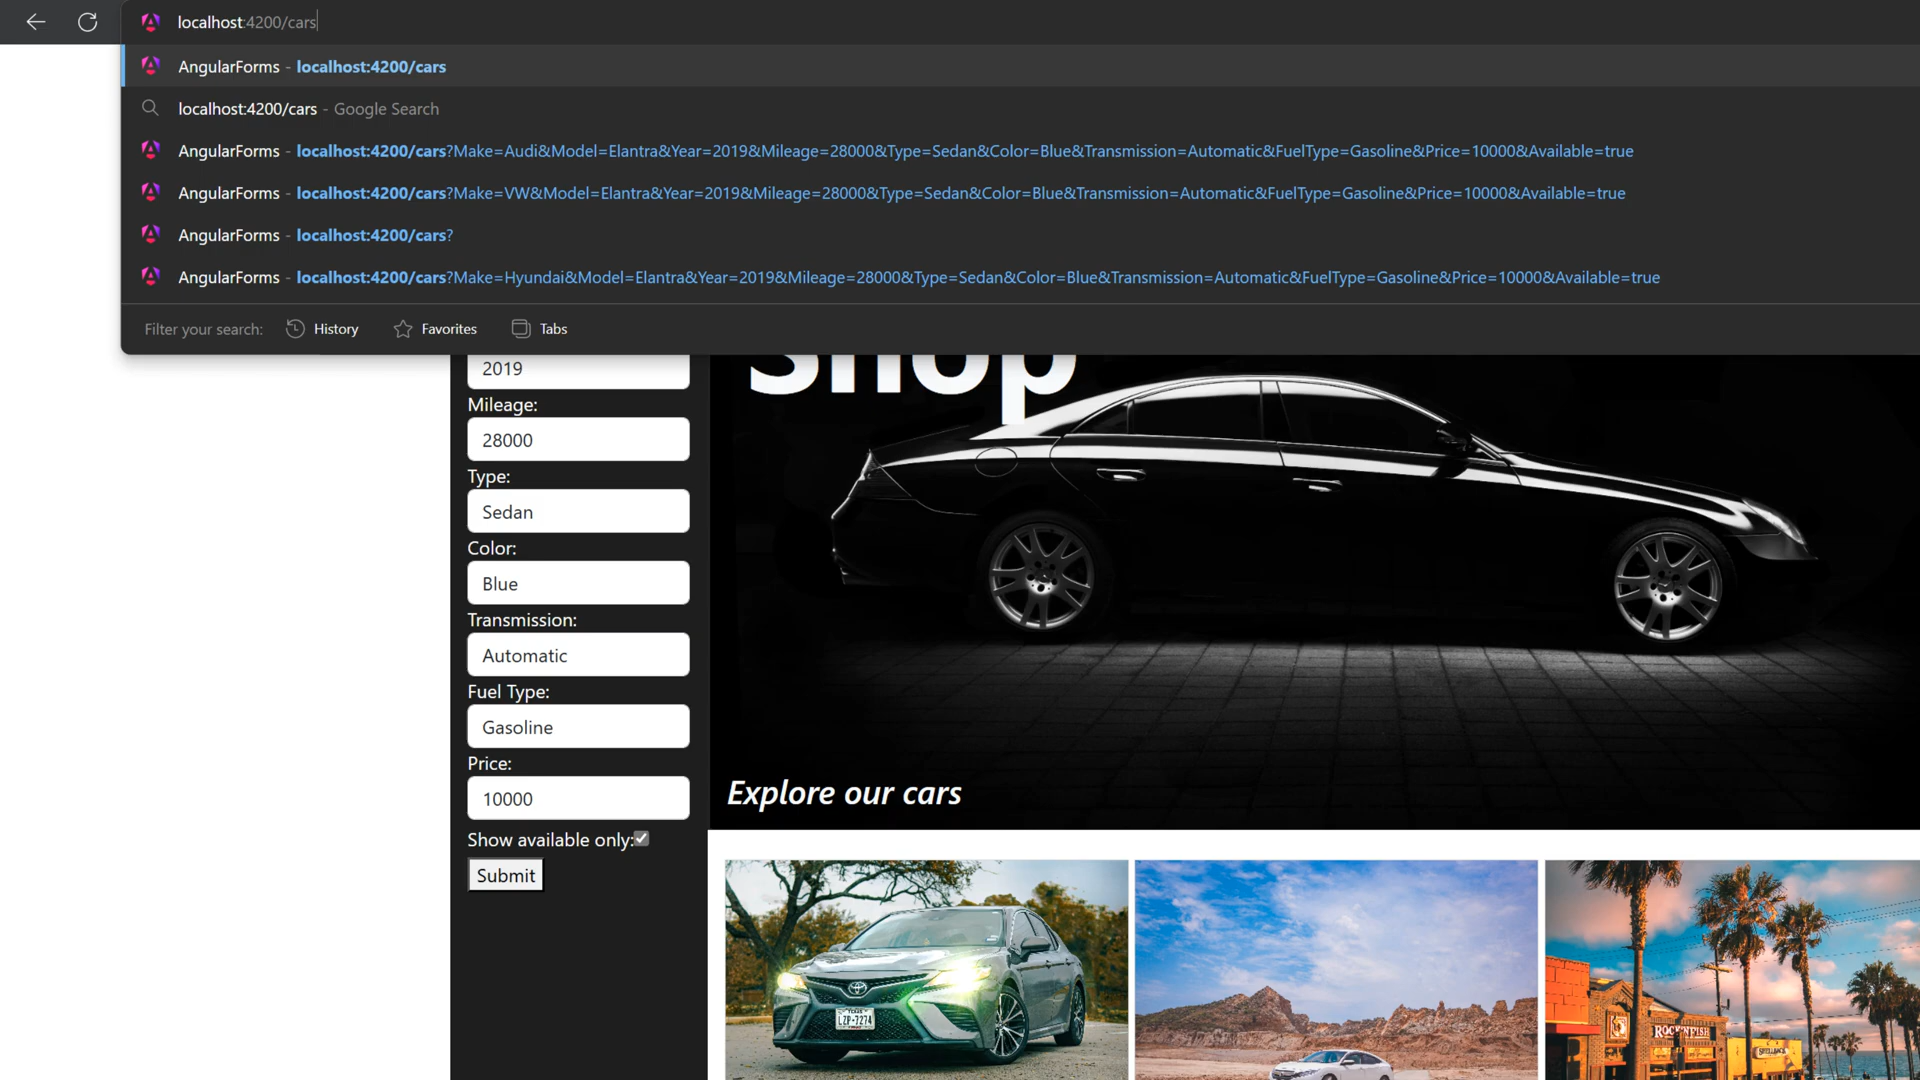 localhost:4200/cars
AngularForms - localhost:4200/cars
localhost:4200/cars - Google Search
AngularForms - localhost:4200/cars?Make=Audi&Model=Elantra&Year=2019&Mileage=28000&Type=Sedan&Color=Blue&Transmission=Automatic&FuelType=Gasoline&Price=10000&Available=true
AngularForms - localhost:4200/cars?Make=VW&Model=Elantra&Year=2019&Mileage=28000&Type=Sedan&Color=Blue&Transmission=Automatic&FuelType=Gasoline&Price=10000&Available=true
AngularForms - localhost:4200/cars?
AngularForms - localhost:4200/cars?Make=Hyundai&Model=Elantra&Year=2019&Mileage=28000&Type=Sedan&Color=Blue&Transmission=Automatic&FuelType=Gasoline&Price=10000&Available=true
Filter your search: History Favorites Tabs
Shop
2019
Mileage:
28000
Type:
Sedan
Color:
Blue
Transmission:
Automatic
Fuel Type:
Gasoline
Price:
10000
Show available only:
Submit
Explore our cars
TEXAS
LZP-7274
ROCK'N FISH